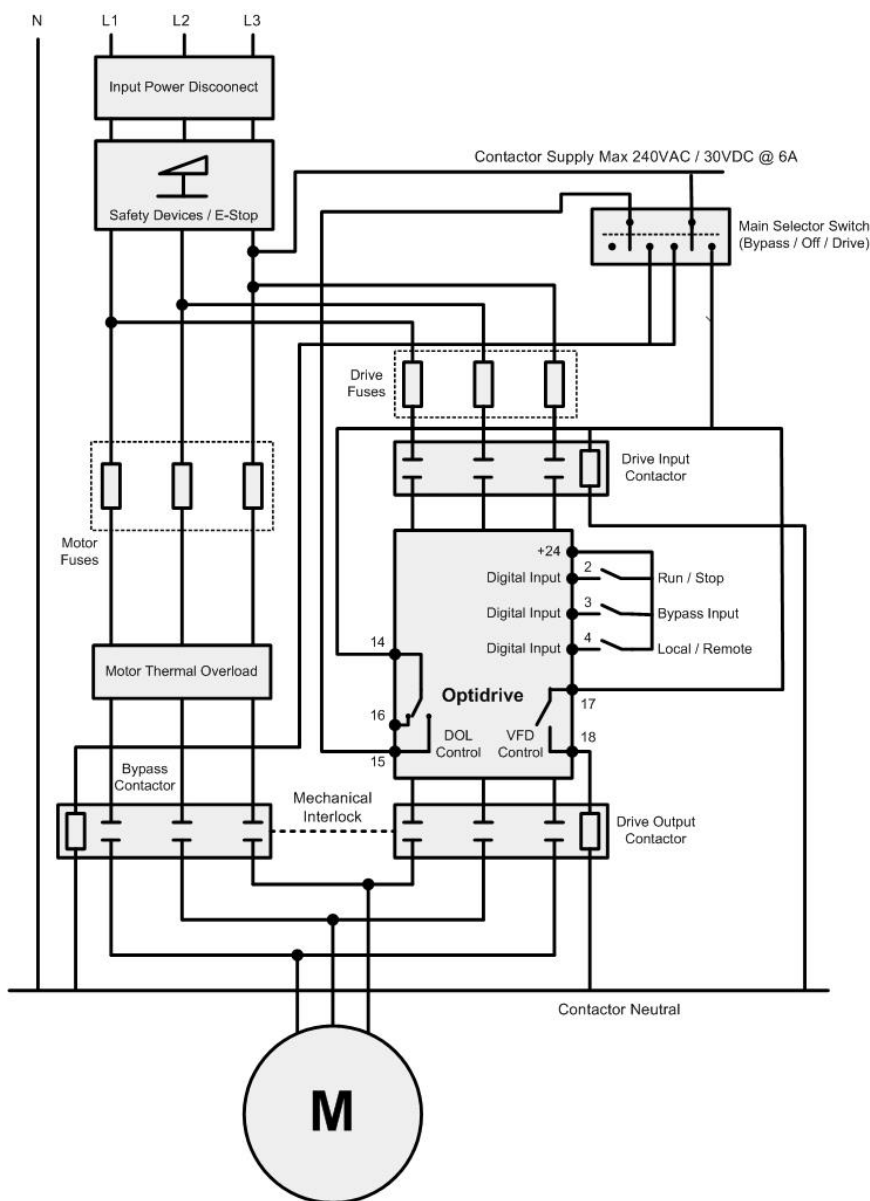 N
L1
L2
L3
Input Power Discoonect
Safety Devices / E-Stop
Contactor Supply Max 240VAC / 30VDC @ 6A
Main Selector Switch
(Bypass / Off / Drive)
Drive
Fuses
Drive Input
Contactor
Motor
Fuses
+24
Digital Input
2
Run / Stop
Digital Input
3
Bypass Input
Digital Input
4
Local / Remote
14
Motor Thermal Overload
Optidrive
16
17
DOL
Control
VFD
Control
15
18
Bypass
Contactor
Mechanical
Interlock
Drive Output
Contactor
Contactor Neutral
M